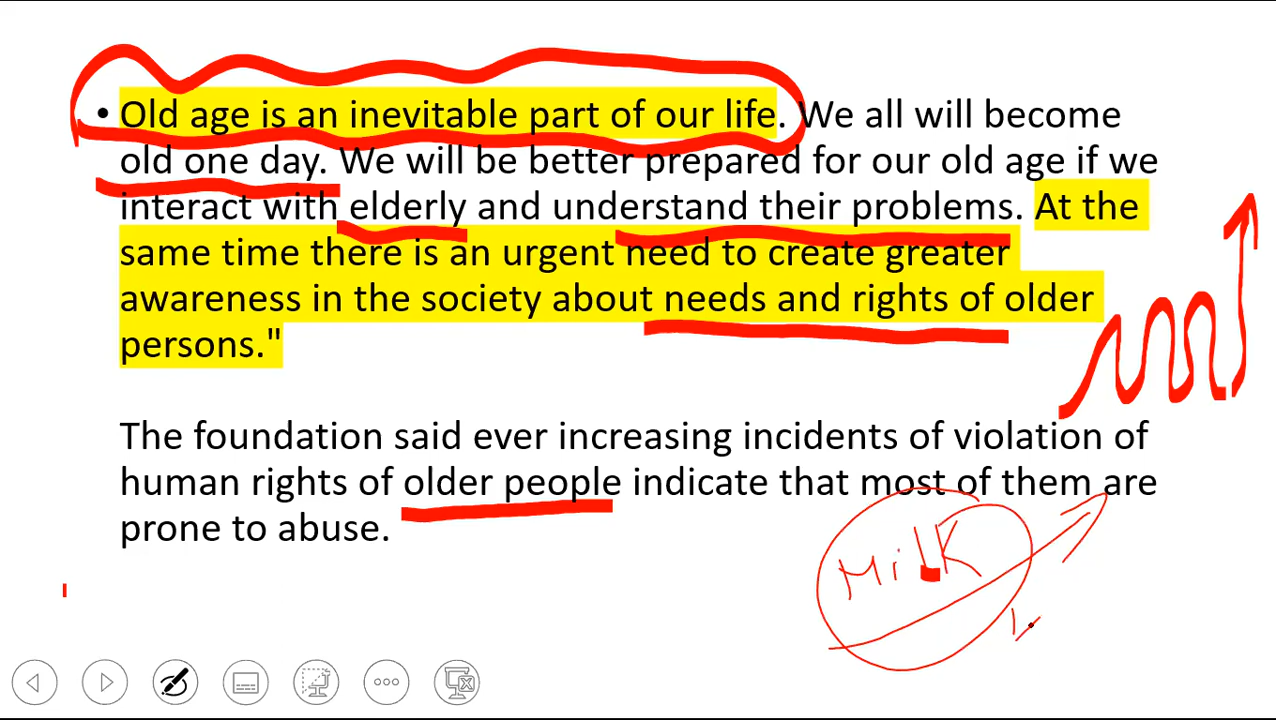 • Old age is an inevitable part of our life. We all will become
old one day. We will be better prepared for our old age if we
interact with elderly and understand their problems. At the
same time there is an urgent need to create greater
awareness in the society about needs and rights of older
persons."
The foundation said ever increasing incidents of violation of
human rights of older people indicate that most of them are
prone to abuse.
Milk